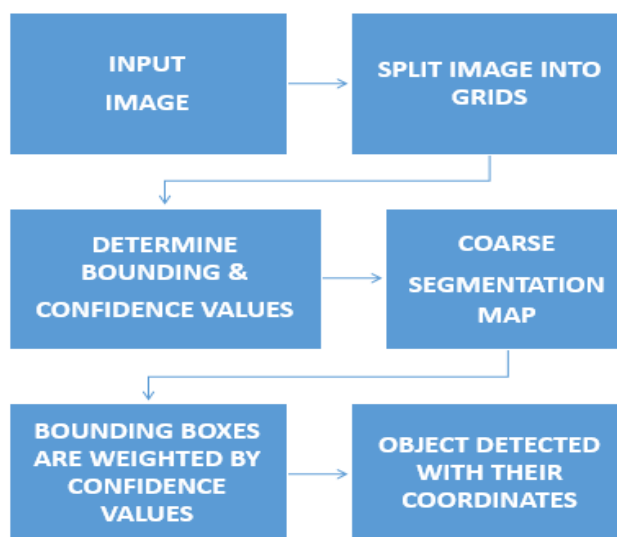 INPUT
IMAGE
SPLIT IMAGE INTO
GRIDS
DETERMINE
BOUNDING &
CONFIDENCE VALUES
COARSE
SEGMENTATION
MAP
BOUNDING BOXES
ARE WEIGHTED BY
CONFIDENCE
VALUES
OBJECT DETECTED
WITH THEIR
COORDINATES